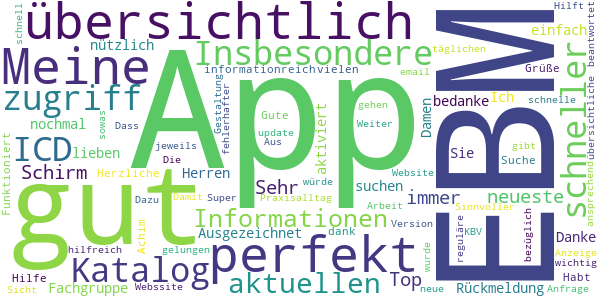 übersichtlich
Meine
Insbesondere
nützlich
informationreich
vielen
zugriff
App
EBM
email
schnell
Funktioniert
nochmal
ICD
lieben
sowas
Dass
jeweils
Gestaltung
fehlerhafter
Gute
update
Aus
aktiviert
gehen
Weiter
Damen
bedanke
Ich
Sie
täglichen
einfach
Grüße
schnelle
gibt
Suche
Hilft
beantwortet
übersichtliche
ansprechend
schneller
Schirm
Herzliche
Die
Herren
gut
Sehr
würde
suchen
Website
immer
neueste
Dazu
Damit
Super
Praxisalltag
Arbeit
Version
Sinnvoller
Informationen
Achim
Ausgezeichnet
dank
wurde
reguläre
KBV
bezüglich
Danke
Anzeige
wichtig
hilfreich
gelungen
perfekt
Hilfe
Katalog
Sicht
Fachgruppe
Webssite
aktuellen
Top
neue
Rückmeldung
Habt
Anfrage